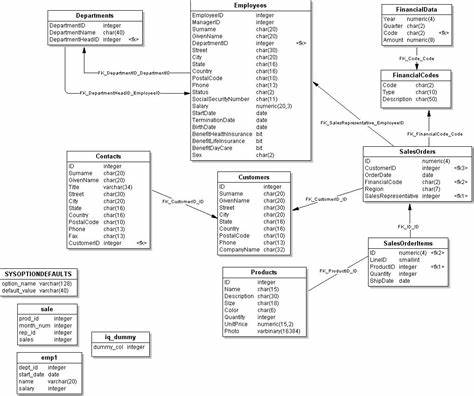 Departments
DepartmentID integer
DepartmentName char(40)
DepartmentHeadID integer <fk>
Employees
EmployeeID integer
ManagerID integer
Surname char(20)
GivenName char(20)
DepartmentID integer <fk>
Street char(30)
City char(20)
State char(16)
Country char(16)
PostalCode char(10)
Phone char(13)
Status char(2)
SocialSecurityNumber char(11)
Salary numeric(20,3)
StartDate date
TerminationDate date
BirthDate date
BenefitHealthInsurance bit
BenefitLifeInsurance bit
BenefitDayCare bit
Sex char(2)
FinancialData
Year numeric(4)
Quarter char(2)
Code char(2) <fk>
Amount numeric(9)
FK_Code_Code
FinancialCodes
Code char(2)
Type char(10)
Description char(50)
FK_DepartmentID_DepartmentID
FK_DepartmentHeadID_EmployeeID
FK_SalesRepresentative_EmployeeID
FK_FinancialCode_Code
Contacts
ID integer
Surname char(20)
GivenName char(20)
Title varchar(34)
Street char(30)
City char(20)
State char(16)
Country char(16)
PostalCode char(10)
Phone char(13)
Fax char(13)
CustomerID integer <fk>
FK_CustomerID_ID
Customers
ID integer
Surname char(20)
GivenName char(20)
Street char(30)
City char(20)
State char(16)
Country char(16)
PostalCode char(10)
Phone char(13)
CompanyName char(32)
FK_CustomerID_ID
SalesOrders
ID numeric(4)
CustomerID integer <fk3>
OrderDate date
FinancialCode char(2) <fk2>
Region char(7)
SalesRepresentative integer <fk1>
FK_ID_ID
SalesOrderItems
ID numeric(4) <fk2>
LineID smallint
ProductID integer <fk1>
Quantity integer
ShipDate date
FK_ProductID_ID
Products
ID integer
Name char(15)
Description char(30)
Size char(18)
Color char(6)
Quantity integer
UnitPrice numeric(15,2)
Photo varbinary(16384)
SYSOPTIONDEFAULTS
option_name varchar(128)
default_value varchar(40)
sale
prod_id integer
month_num integer
rep_id integer
sales integer
iq_dummy
dummy_col integer
emp1
dept_id integer
start_date date
name varchar(20)
salary integer